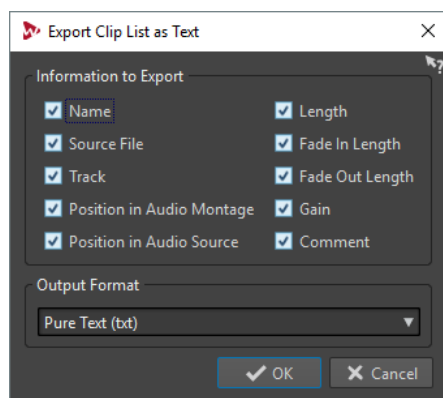 Export Clip List as Text
Information to Export
Name
Length
Source File
Fade In Length
Track
Fade Out Length
Position in Audio Montage
Gain
Position in Audio Source
Comment
Output Format
Pure Text (txt)
OK
Cancel